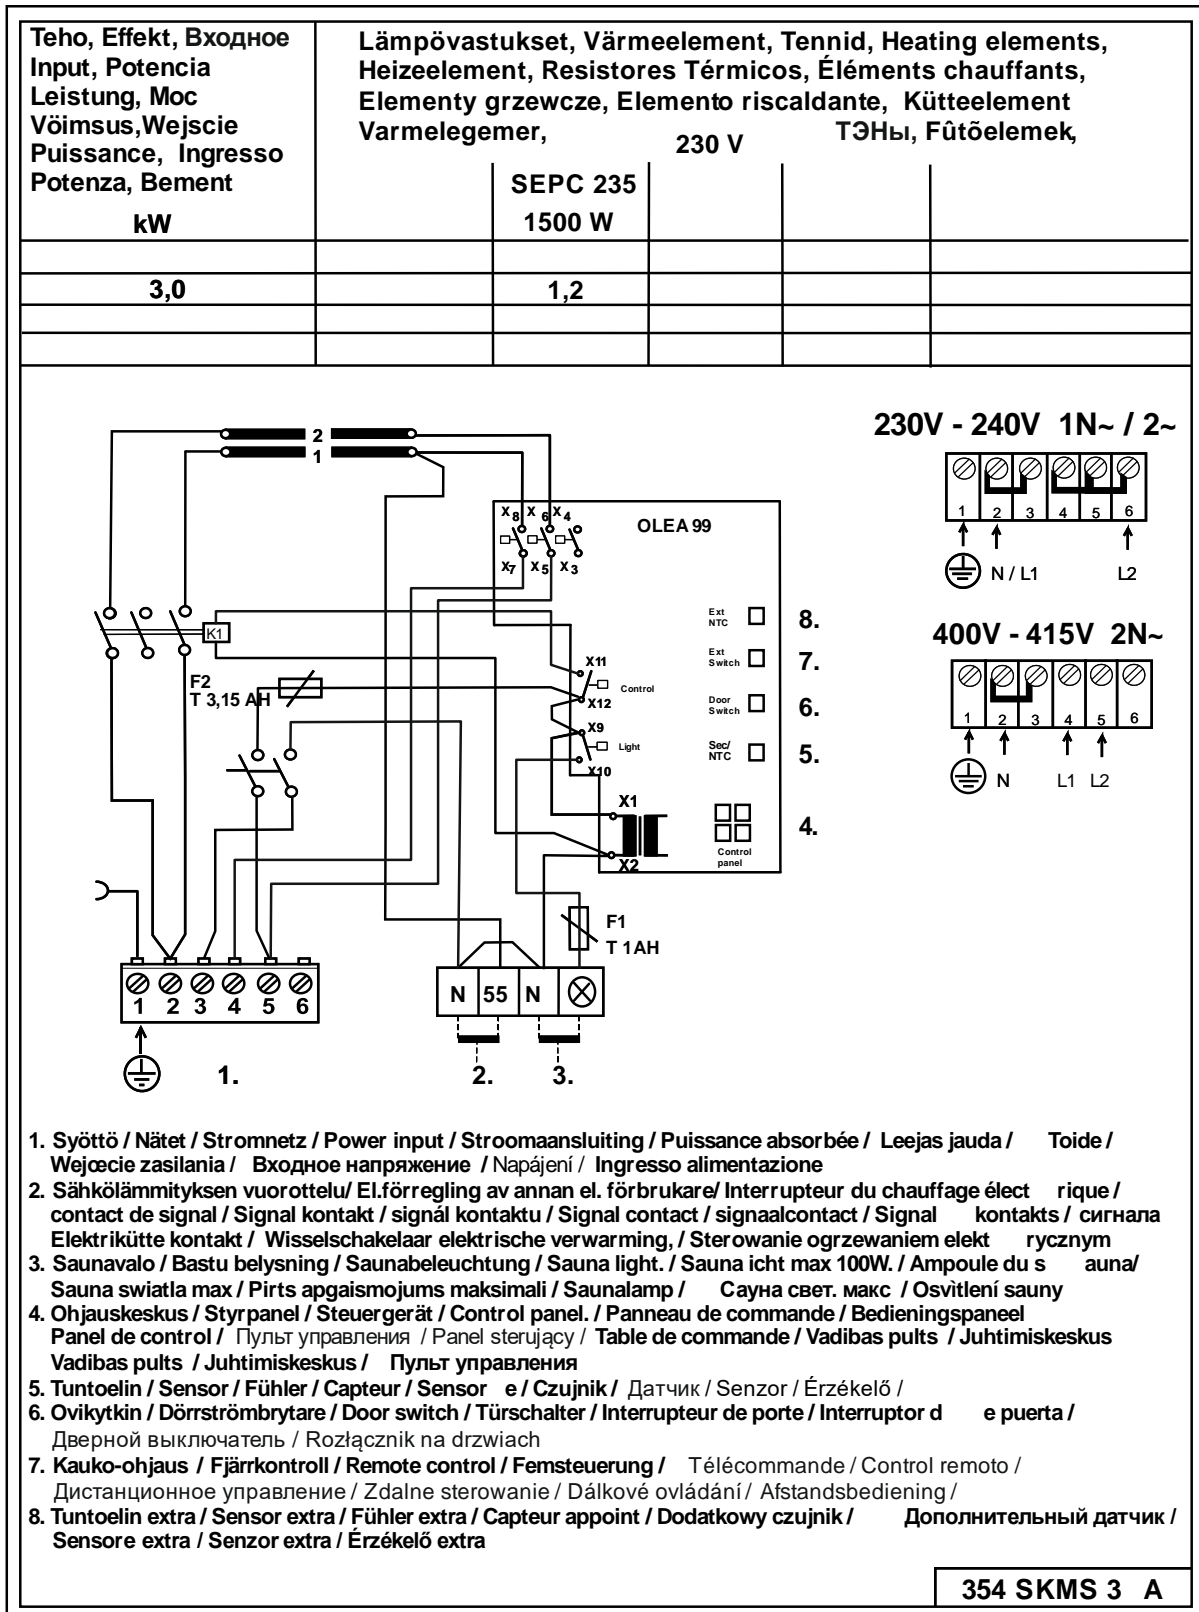 Teho, Effekt, Входное
Input, Potencia
Leistung, Moc
Vöimsus,Wejscie
Puissance, Ingresso
Potenza, Bement
kW
Lämpövastukset, Värmeelement, Tennid, Heating elements,
Heizeelement, Resistores Térmicos, Éléments chauffants,
Elementy grzewcze, Elemento riscaldante, Kütteelement
Varmelegemer, 230 V ТЭНы, Fûtõelemek,
SEPC 235
1500 W
3,0 1,2
2
1
230V - 240V 1N~ / 2~
1 2 3 4 5 6
N / L1 L2
400V - 415V 2N~
1 2 3 4 5 6
N L1 L2
X8 X6 X4
OLEA 99
X7 X5 X3
K1
Ext
NTC
8.
Ext
Switch
7.
Door
Switch
6.
Sec/
NTC
5.
4.
Control
panel
X11
Control
X12
X9
Light
X10
X1
X2
F2
T 3,15 AH
F1
T 1AH
1 2 3 4 5 6
N 55 N
1. 2. 3.
1. Syöttö / Nätet / Stromnetz / Power input / Stroomaansluiting / Puissance absorbée / Leejas jauda / Toide /
Wejœcie zasilania / Входное напряжение / Napájení / Ingresso alimentazione
2. Sähkölämmityksen vuorottelu/ El.förregling av annan el. förbrukare/ Interrupteur du chauffage élect rique /
contact de signal / Signal kontakt / signál kontaktu / Signal contact / signaalcontact / Signal kontakts / сигнала
Elektrikütte kontakt / Wisselschakelaar elektrische verwarming, / Sterowanie ogrzewaniem elekt rycznym
3. Saunavalo / Bastu belysning / Saunabeleuchtung / Sauna light. / Sauna icht max 100W. / Ampoule du s auna/
Sauna swiatla max / Pirts apgaismojums maksimali / Saunalamp / Сауна свет. макс / Osvìtlení sauny
4. Ohjauskeskus / Styrpanel / Steuergerät / Control panel. / Panneau de commande / Bedieningspaneel
Panel de control / Пульт управления / Panel sterujący / Table de commande / Vadibas pults / Juhtimiskeskus
Vadibas pults / Juhtimiskeskus / Пульт управления
5. Tuntoelin / Sensor / Fühler / Capteur / Sensor e / Czujnik / Датчик / Senzor / Érzékelő /
6. Ovikytkin / Dörrströmbrytare / Door switch / Türschalter / Interrupteur de porte / Interruptor d e puerta /
Дверной выключатель / Rozłącznik na drzwiach
7. Kauko-ohjaus / Fjärrkontroll / Remote control / Femsteuerung / Télécommande / Control remoto /
Дистанционное управление / Zdalne sterowanie / Dálkové ovládání / Afstandsbediening /
8. Tuntoelin extra / Sensor extra / Fühler extra / Capteur appoint / Dodatkowy czujnik / Дополнительный датчик /
Sensore extra / Senzor extra / Érzékelő extra
354 SKMS 3 A